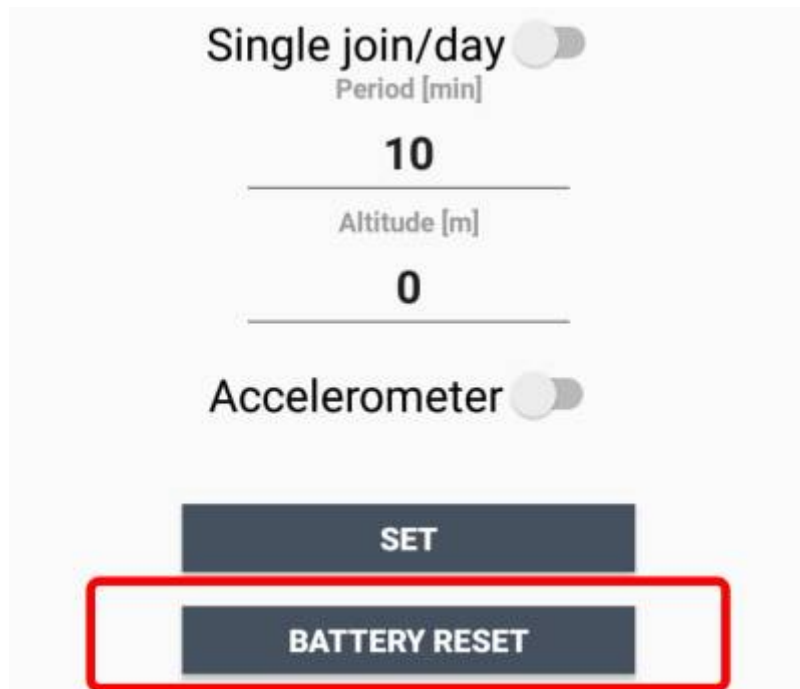 Single join/day
Period [min]
10
Altitude [m]
0
Accelerometer
SET
BATTERY RESET